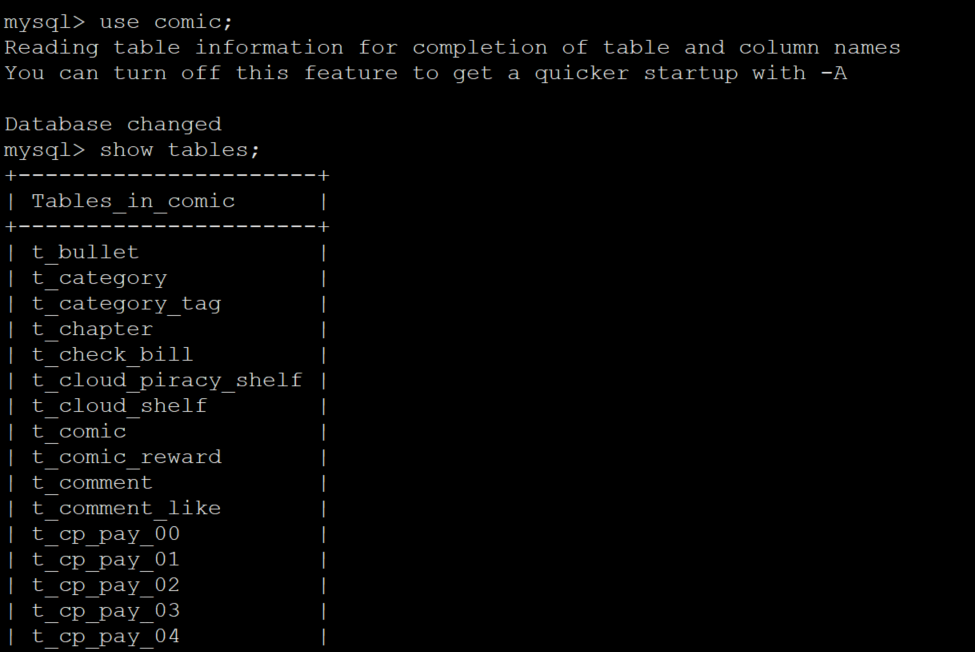 mysql> use comic;
Reading table information for completion of table and column names
You can turn off this feature to get a quicker startup with -A

Database changed
mysql> show tables;
+----------------------+
| Tables_in_comic      |
+----------------------+
| t_bullet             |
| t_category           |
| t_category_tag       |
| t_chapter            |
| t_check_bill         |
| t_cloud_piracy_shelf |
| t_cloud_shelf        |
| t_comic              |
| t_comic_reward       |
| t_comment            |
| t_comment_like       |
| t_cp_pay_00          |
| t_cp_pay_01          |
| t_cp_pay_02          |
| t_cp_pay_03          |
| t_cp_pay_04          |